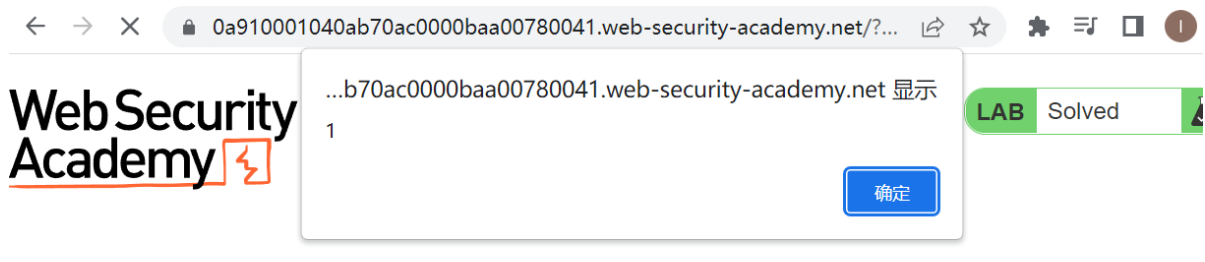 0a910001040ab70ac0000baa00780041.web-security-academy.net/?...
I
Web Security
Academy
...b70ac0000baa00780041.web-security-academy.net 显示
1
确定
LAB
Solved